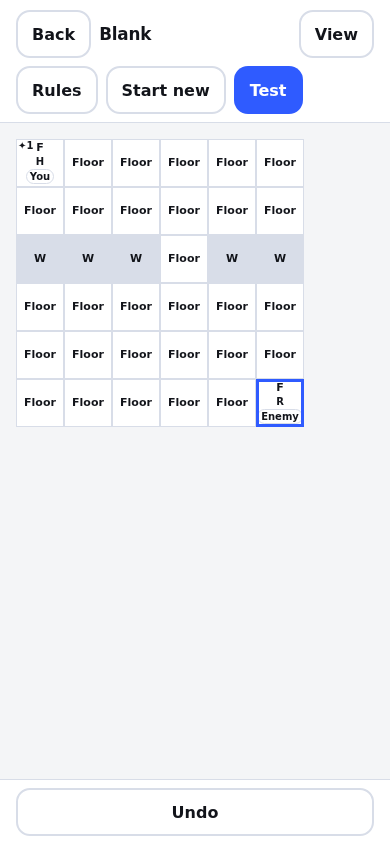 Back Blank View
Rules Start new Test
✦1 F
H
You Floor Floor Floor Floor Floor
Floor Floor Floor Floor Floor Floor
W W W Floor W W
Floor Floor Floor Floor Floor Floor
Floor Floor Floor Floor Floor Floor
Floor Floor Floor Floor Floor F
R
Enemy
Undo